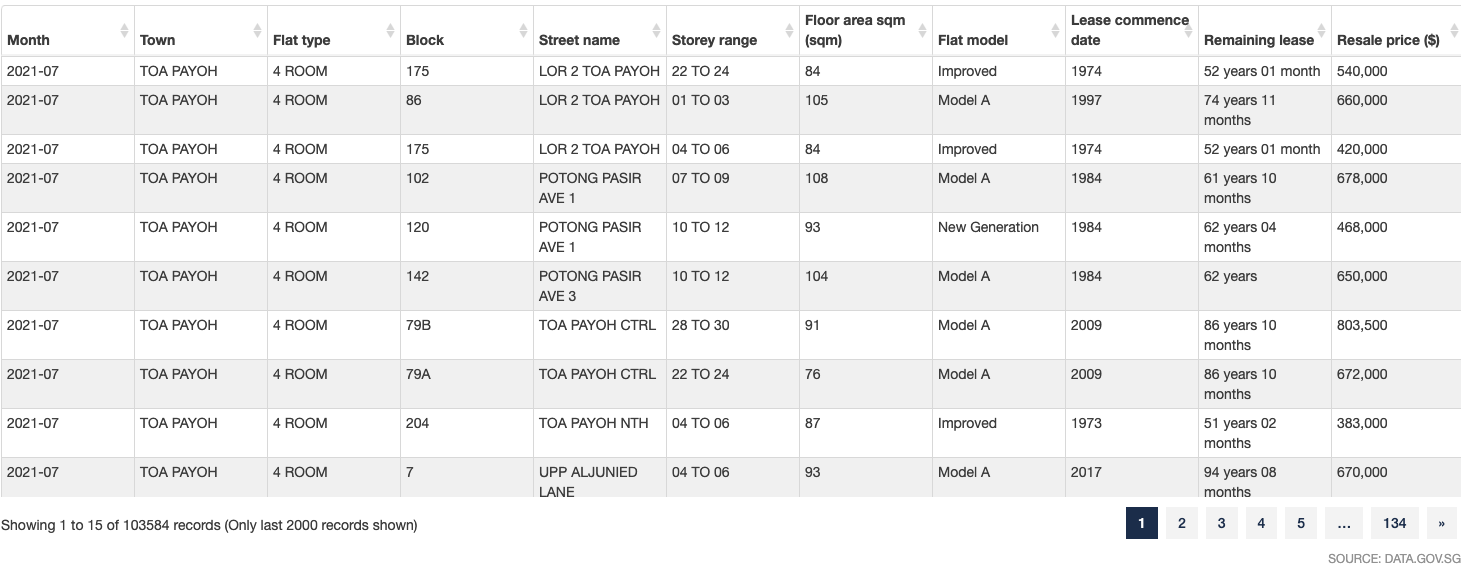 Month Town Flat type Block Street name Storey range Floor area sqm (sqm) Flat model Lease commence date Remaining lease Resale price ($)
2021-07 TOA PAYOH 4 ROOM 175 LOR 2 TOA PAYOH 22 TO 24 84 Improved 1974 52 years 01 month 540,000
2021-07 TOA PAYOH 4 ROOM 86 LOR 2 TOA PAYOH 01 TO 03 105 Model A 1997 74 years 11 months 660,000
2021-07 TOA PAYOH 4 ROOM 175 LOR 2 TOA PAYOH 04 TO 06 84 Improved 1974 52 years 01 month 420,000
2021-07 TOA PAYOH 4 ROOM 102 POTONG PASIR AVE 1 07 TO 09 108 Model A 1984 61 years 10 months 678,000
2021-07 TOA PAYOH 4 ROOM 120 POTONG PASIR AVE 1 10 TO 12 93 New Generation 1984 62 years 04 months 468,000
2021-07 TOA PAYOH 4 ROOM 142 POTONG PASIR AVE 3 10 TO 12 104 Model A 1984 62 years 650,000
2021-07 TOA PAYOH 4 ROOM 79B TOA PAYOH CTRL 28 TO 30 91 Model A 2009 86 years 10 months 803,500
2021-07 TOA PAYOH 4 ROOM 79A TOA PAYOH CTRL 22 TO 24 76 Model A 2009 86 years 10 months 672,000
2021-07 TOA PAYOH 4 ROOM 204 TOA PAYOH NTH 04 TO 06 87 Improved 1973 51 years 02 months 383,000
2021-07 TOA PAYOH 4 ROOM 7 UPP ALJUNIED LANE 04 TO 06 93 Model A 2017 94 years 08 months 670,000
Showing 1 to 15 of 103584 records (Only last 2000 records shown) 1 2 3 4 5 ... 134 »
SOURCE: DATA.GOV.SG